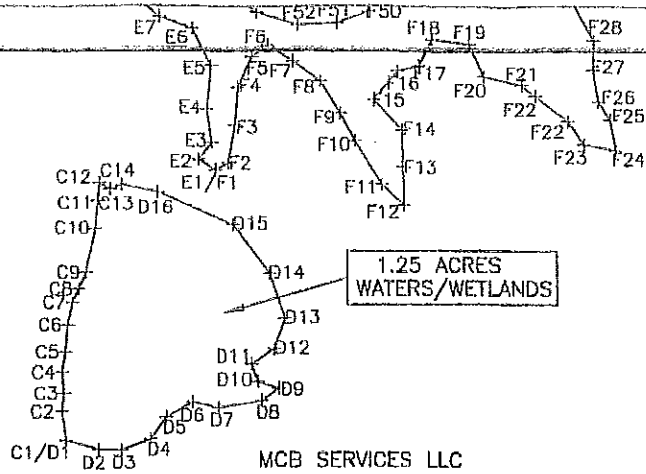 E7
F52 F51 F50
E6
F6
F18
F19
F28
E5
F5
F7
F17
F27
F4
F8
F16
F20
F21
E4
F15
F22
F26
F3
F9
F25
E3
F10
F14
F22
F23
F24
E2
F2
F13
E1 F1
F11
F12
C12 C14
C11 C13
D16
C10
D15
1.25 ACRES
WATERS/WETLANDS
C9
D14
C8
C7
C6
D13
C5
D12
C4
D11
C3
D10
D9
C2
D6
D7
D8
D5
C1/D1
D2 D3 D4
MCB SERVICES LLC